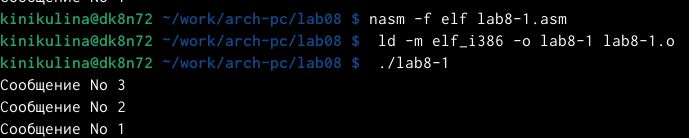 kinikulina@dk8n72 ~/work/arch-pc/lab08 $ nasm -f elf lab8-1.asm
kinikulina@dk8n72 ~/work/arch-pc/lab08 $  ld -m elf_i386 -o lab8-1 lab8-1.o
kinikulina@dk8n72 ~/work/arch-pc/lab08 $  ./lab8-1
Сообщение No 3
Сообщение No 2
Сообщение No 1